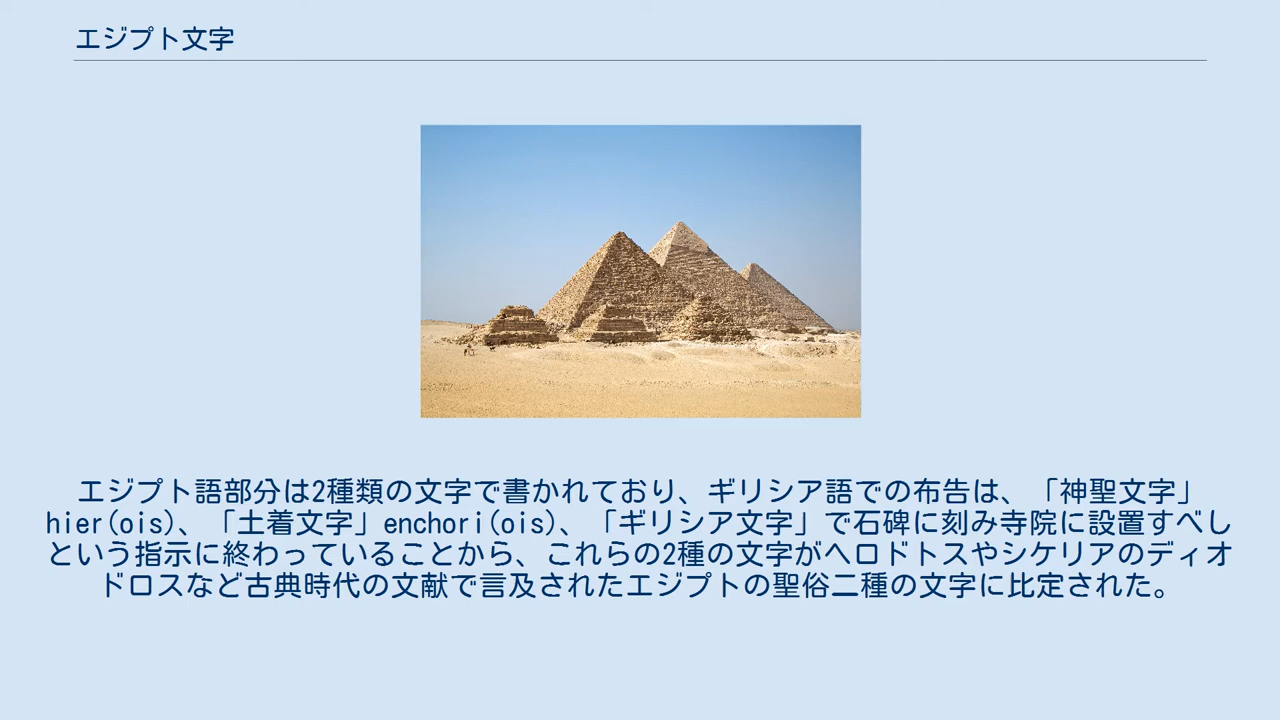 エジプト文字
エジプト語部分は2種類の文字で書かれており、ギリシア語での布告は、「神聖文字」
hier(ois)、「土着文字」enchori(ois)、「ギリシア文字」で石碑に刻み寺院に設置すべし
という指示に終わっていることから、これらの2種の文字がヘロドトスやシケリアのディオ
ドロスなど古典時代の文献で言及されたエジプトの聖俗二種の文字に比定された。